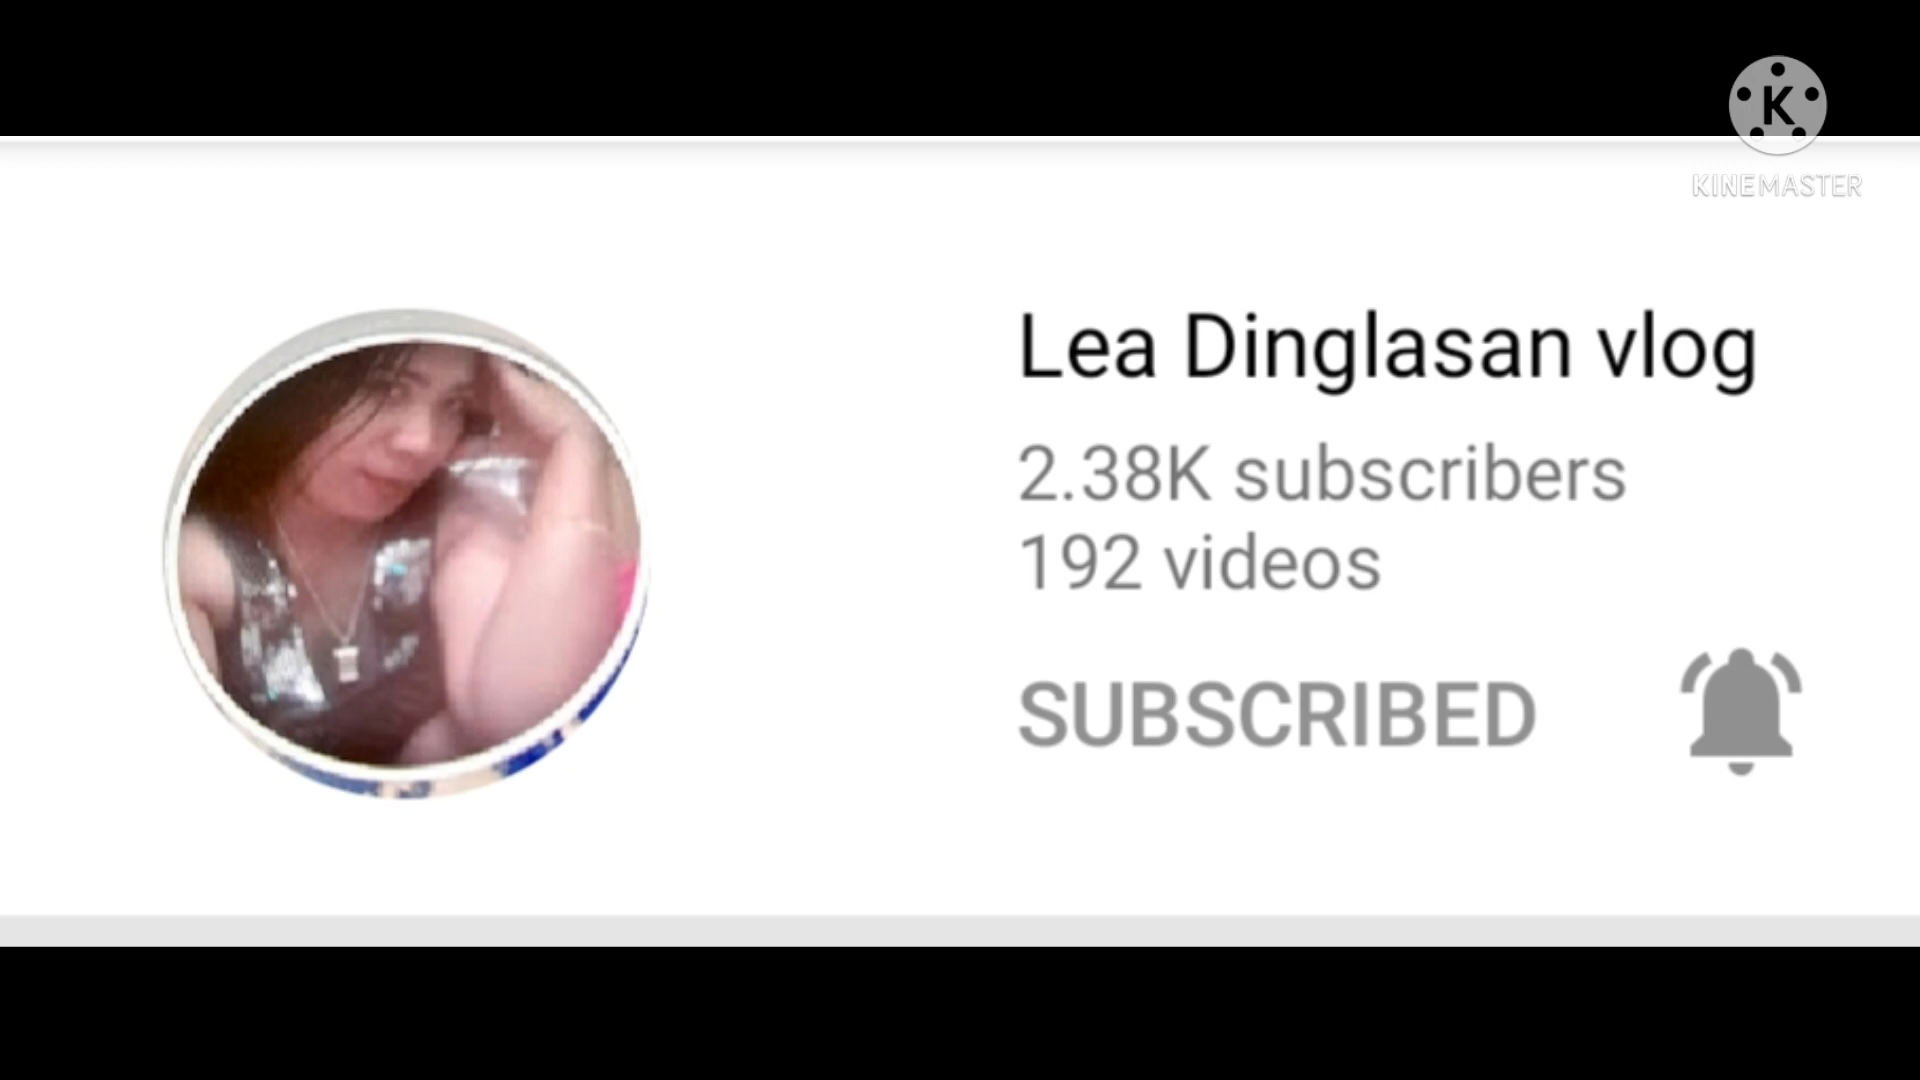 K
KINEMASTER
Lea Dinglasan vlog
2.38K subscribers
192 videos
SUBSCRIBED